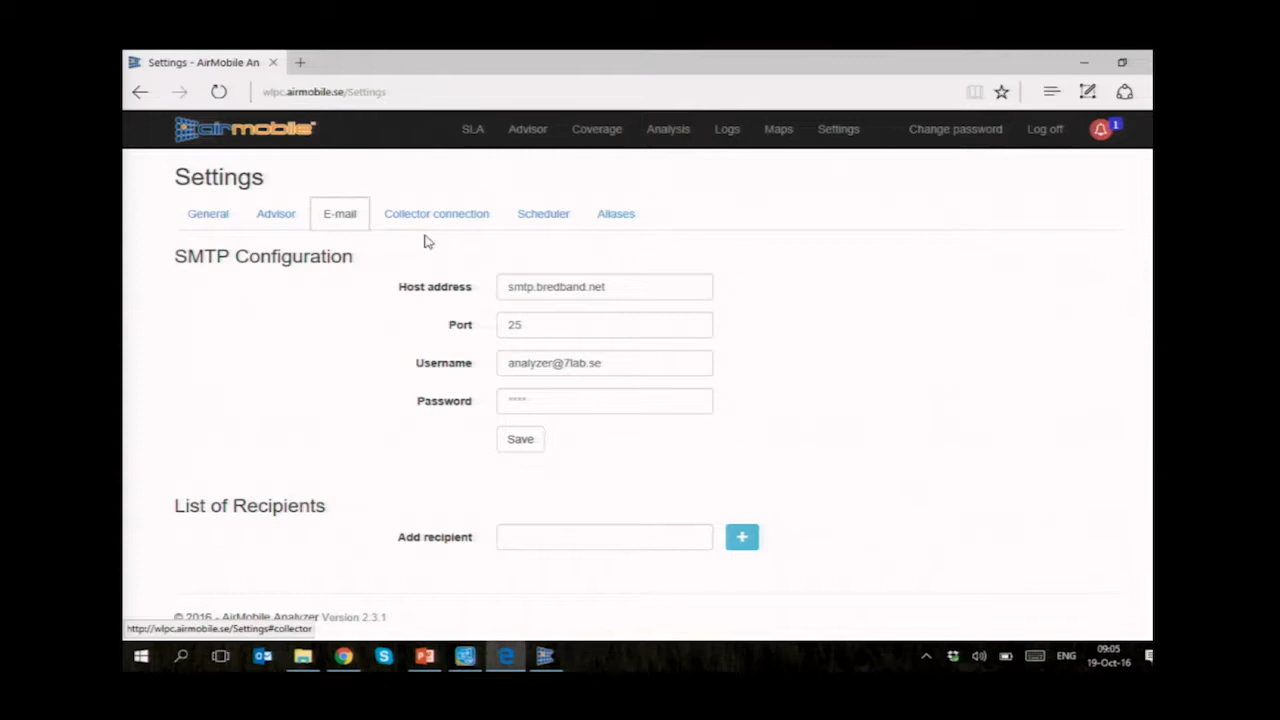 Settings - AirMobile An
wlpc.airmobile.se/Settings
airmobile
SLA Advisor Coverage Analysis Logs Maps Settings Change password Log off 1
Settings
General Advisor E-mail Collector connection Scheduler Aliases
SMTP Configuration
Host address smtp.bredband.net
Port 25
Username analyzer@7lab.se
Password ****
Save
List of Recipients
Add recipient +
© 2016 - AirMobile Analyzer Version 2.3.1
http://wlpc.airmobile.se/Settings#collector
ENG
09:05
19-Oct-16